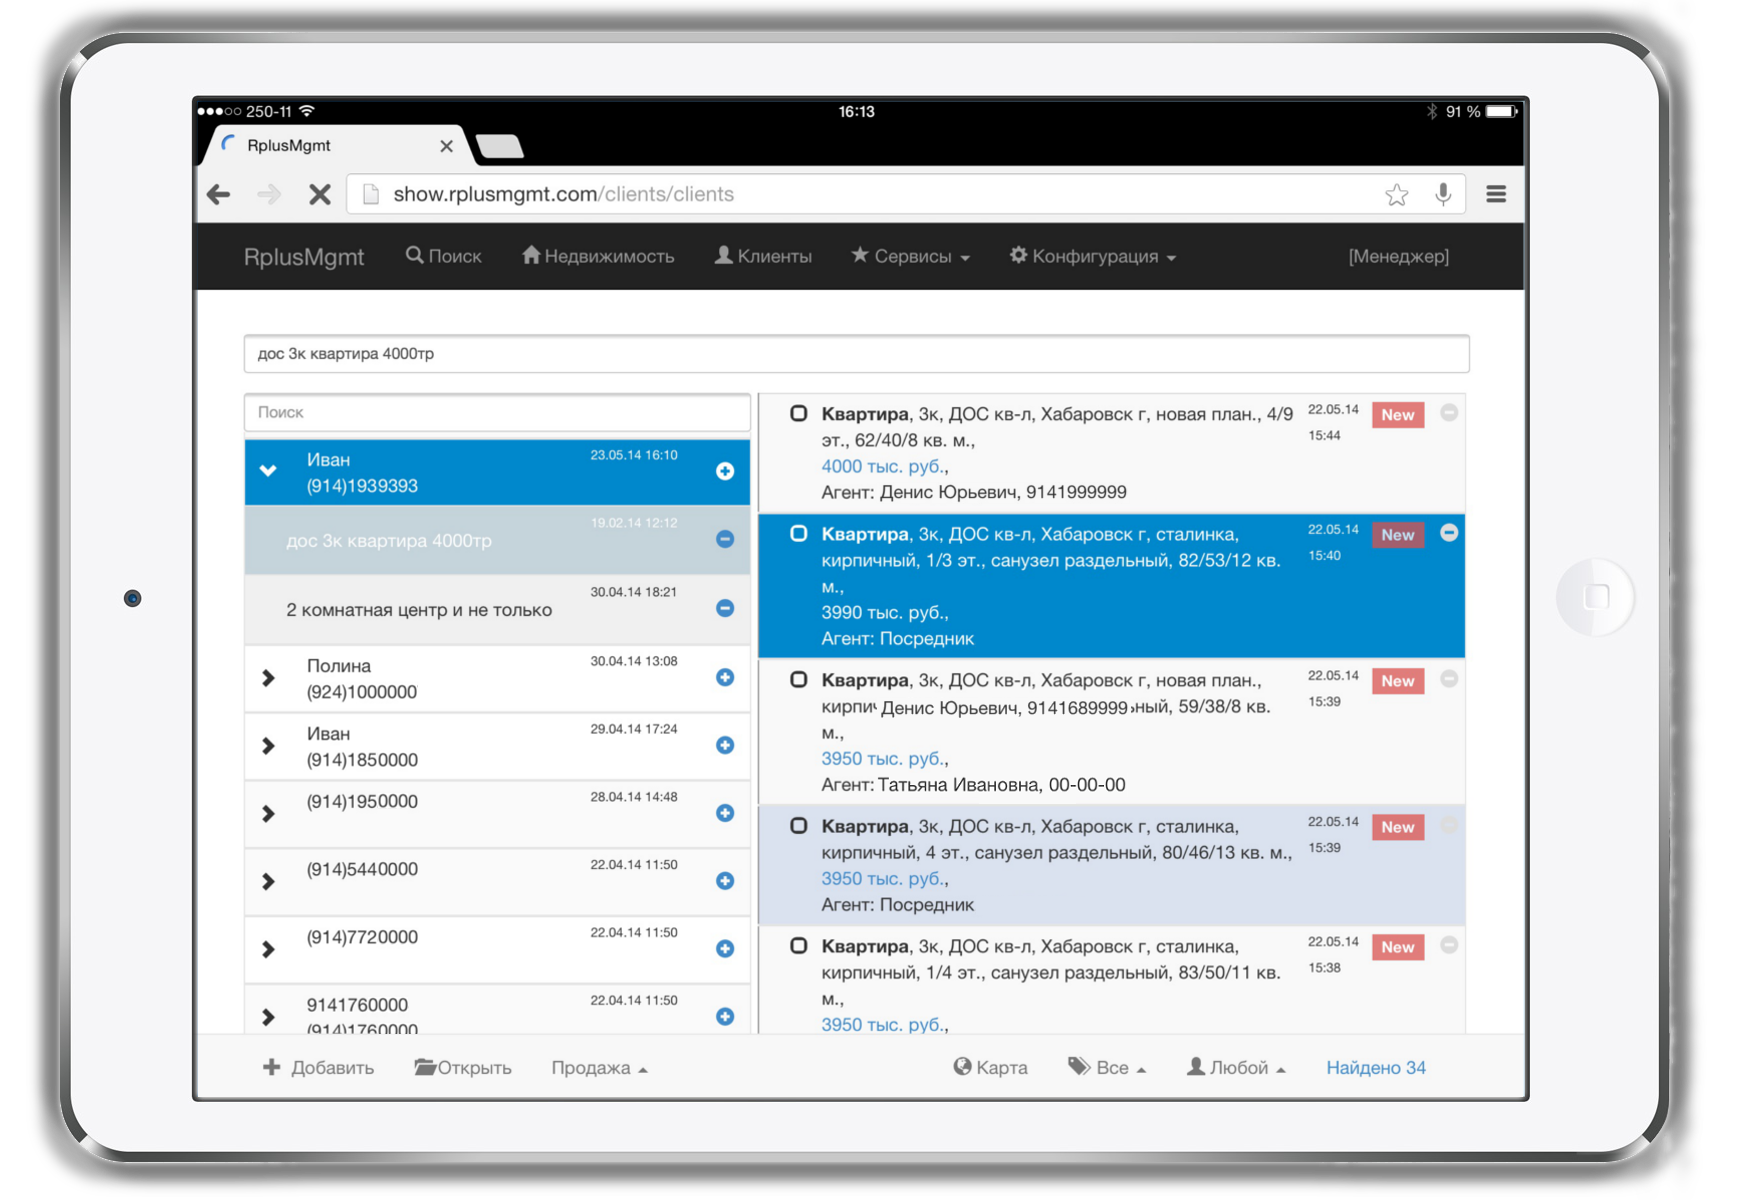 250-11
16:13
91 %
RplusMgmt
show.rplusmgmt.com/clients/clients
RplusMgmt Поиск Недвижимость Клиенты Сервисы Конфигурация [Менеджер]
дос 3к квартира 4000тр
Поиск
Иван 23.05.14 16:10
(914)1939393
дос 3к квартира 4000тр 19.02.14 12:12
2 комнатная центр и не только 30.04.14 18:21
Полина 30.04.14 13:08
(924)1000000
Иван 29.04.14 17:24
(914)1850000
(914)1950000 28.04.14 14:48
(914)5440000 22.04.14 11:50
(914)7720000 22.04.14 11:50
9141760000 22.04.14 11:50
(914)1760000
Квартира, 3к, ДОС кв-л, Хабаровск г, новая план., 4/9 22.05.14 New
эт., 62/40/8 кв. м., 15:44
4000 тыс. руб.,
Агент: Денис Юрьевич, 9141999999
Квартира, 3к, ДОС кв-л, Хабаровск г, сталинка, 22.05.14 New
кирпичный, 1/3 эт., санузел раздельный, 82/53/12 кв. 15:40
м.,
3990 тыс. руб.,
Агент: Посредник
Квартира, 3к, ДОС кв-л, Хабаровск г, новая план., 22.05.14 New
кирпич Денис Юрьевич, 9141689999 ьный, 59/38/8 кв. 15:39
м.,
3950 тыс. руб.,
Агент: Татьяна Ивановна, 00-00-00
Квартира, 3к, ДОС кв-л, Хабаровск г, сталинка, 22.05.14 New
кирпичный, 4 эт., санузел раздельный, 80/46/13 кв. м., 15:39
3950 тыс. руб.,
Агент: Посредник
Квартира, 3к, ДОС кв-л, Хабаровск г, сталинка, 22.05.14 New
кирпичный, 1/4 эт., санузел раздельный, 83/50/11 кв. 15:38
м.,
3950 тыс. руб.,
Добавить Открыть Продажа Карта Все Любой Найдено 34